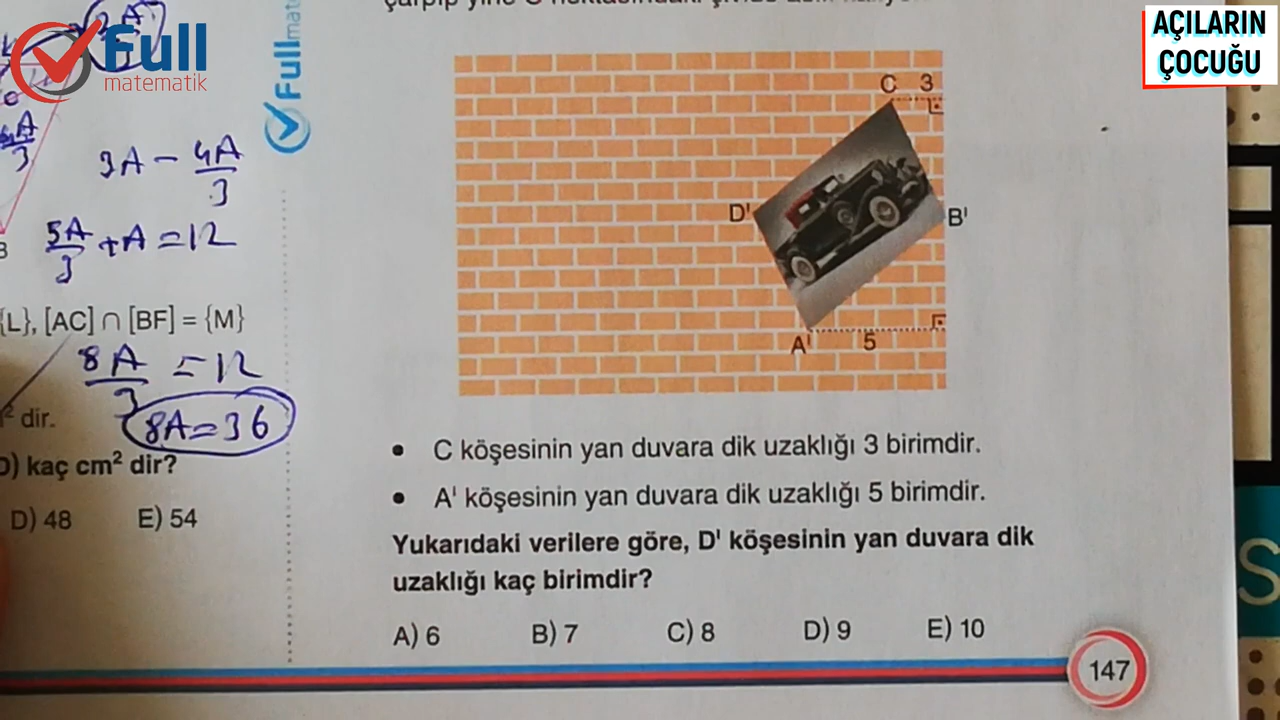 Full
matematik
AÇILARIN
ÇOCUĞU
Full
3A - 4A/3
5A/3 + A = 12
{L}, [AC] ∩ [BF] = {M}
8A/3 = 12
8A = 36
dir.
kaç cm² dir?
D) 48 E) 54
C 3
D' B'
A' 5
• C köşesinin yan duvara dik uzaklığı 3 birimdir.
• A' köşesinin yan duvara dik uzaklığı 5 birimdir.
Yukarıdaki verilere göre, D' köşesinin yan duvara dik
uzaklığı kaç birimdir?
A) 6 B) 7 C) 8 D) 9 E) 10
147